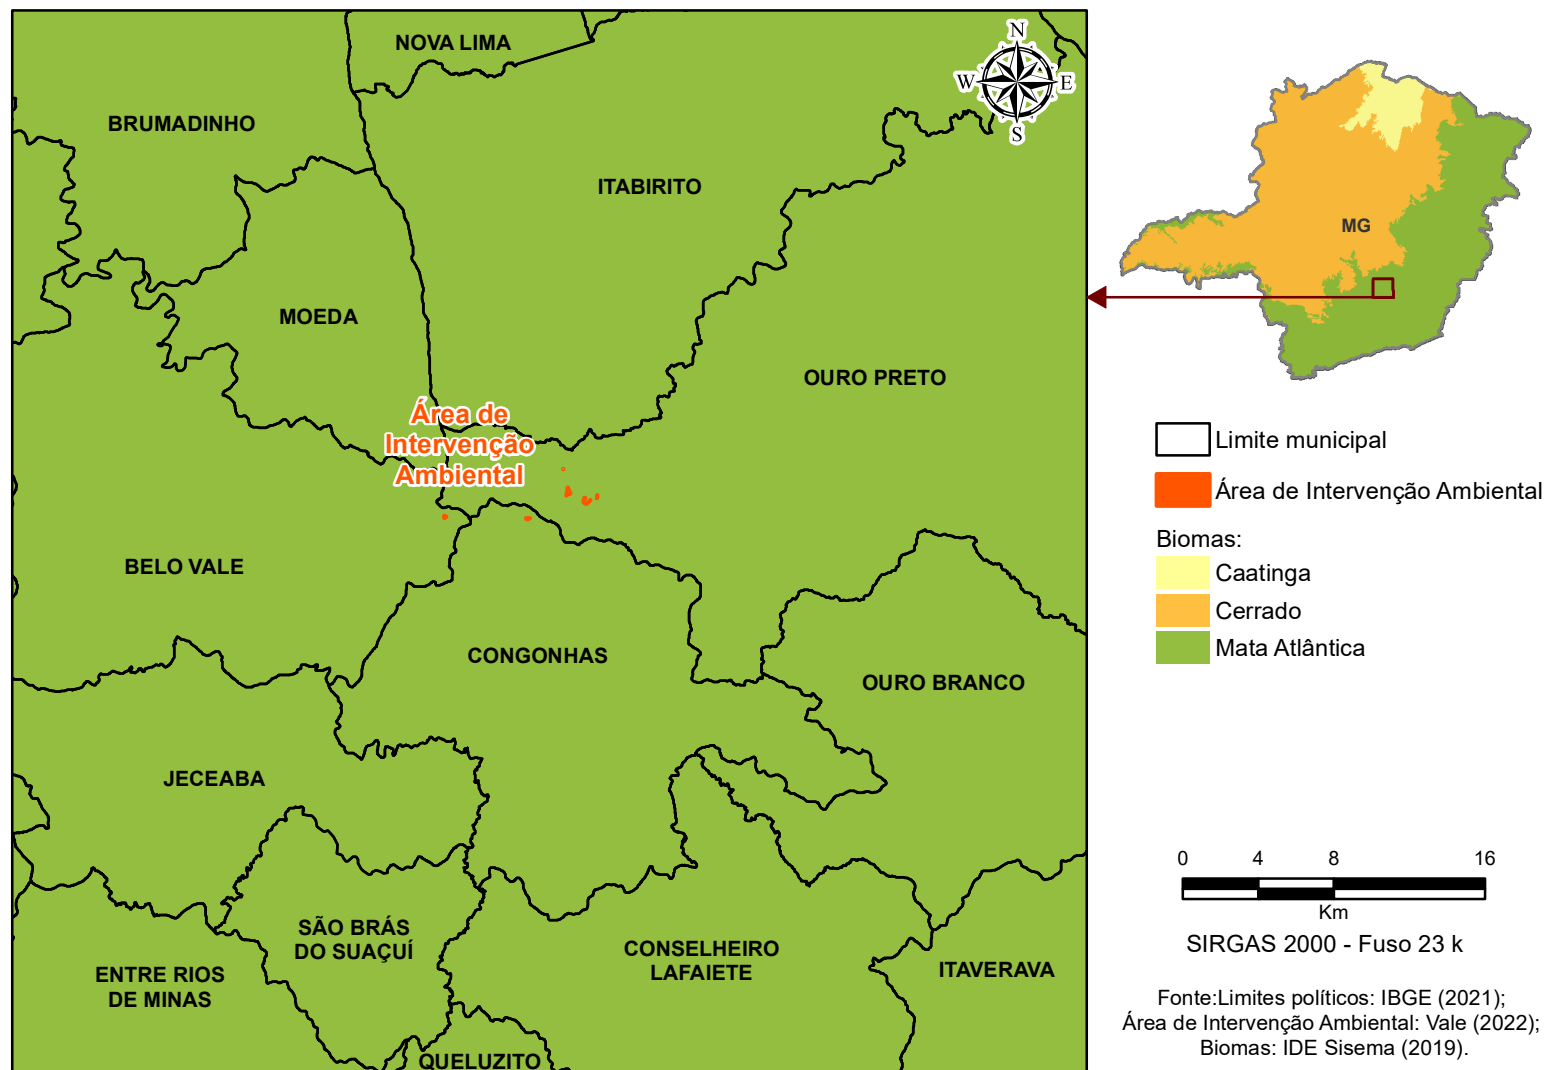 NOVA LIMA
BRUMADINHO
ITABIRITO
MOEDA
OURO PRETO
Área de
Intervenção
Ambiental
BELO VALE
CONGONHAS
OURO BRANCO
JECEABA
SÃO BRÁS
DO SUAÇUÍ
CONSELHEIRO
LAFAIETE
ITAVERAVA
ENTRE RIOS
DE MINAS
QUELUZITO
N
W E
S
MG
Limite municipal
Área de Intervenção Ambiental
Biomas:
Caatinga
Cerrado
Mata Atlântica
0 4 8 16
Km
SIRGAS 2000 - Fuso 23 k
Fonte:Limites políticos: IBGE (2021);
Área de Intervenção Ambiental: Vale (2022);
Biomas: IDE Sisema (2019).